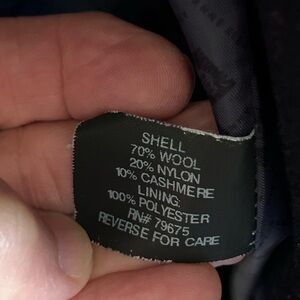 SHELL
70% WOOL
20% NYLON
10% CASHMERE
LINING:
100% POLYESTER
RN# 79675
REVERSE FOR CARE